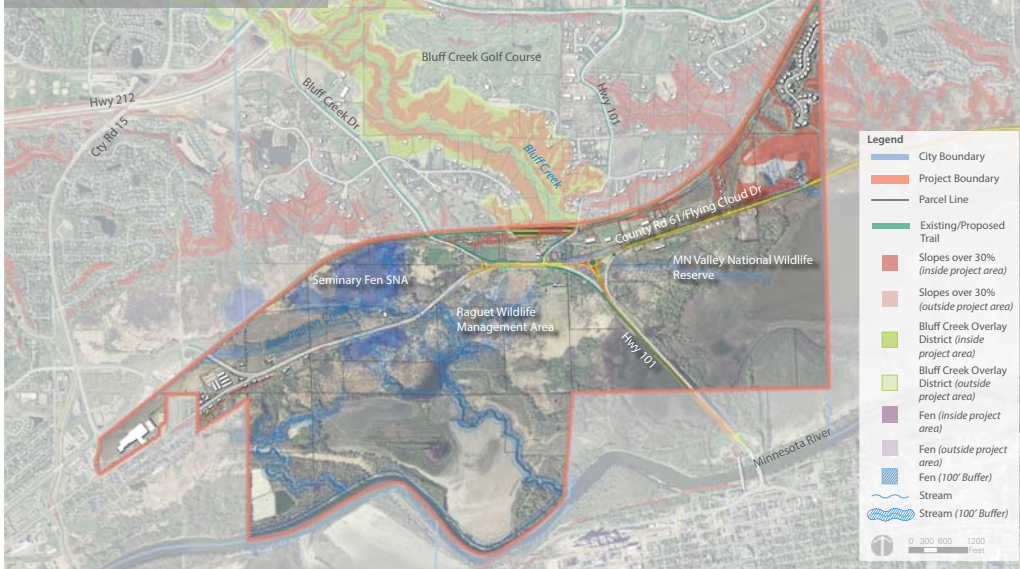 Bluff Creek Golf Course
Hwy 212
Bluff Creek Dr
Hwy 101
Cty Rd 15
Bluff Creek
County Rd 61/Flying Cloud Dr
Seminary Fen SNA
MN Valley National Wildlife
Reserve
Assumption Creek
Raguet Wildlife
Management Area
Hwy 101
Minnesota River
Legend
City Boundary
Project Boundary
Parcel Line
Existing/Proposed
Trail
Slopes over 30%
(inside project area)
Slopes over 30%
(outside project area)
Bluff Creek Overlay
District (inside
project area)
Bluff Creek Overlay
District (outside
project area)
Fen (inside project
area)
Fen (outside project
area)
Fen (100' Buffer)
Stream
Stream (100' Buffer)
0 300 600 1200
Feet